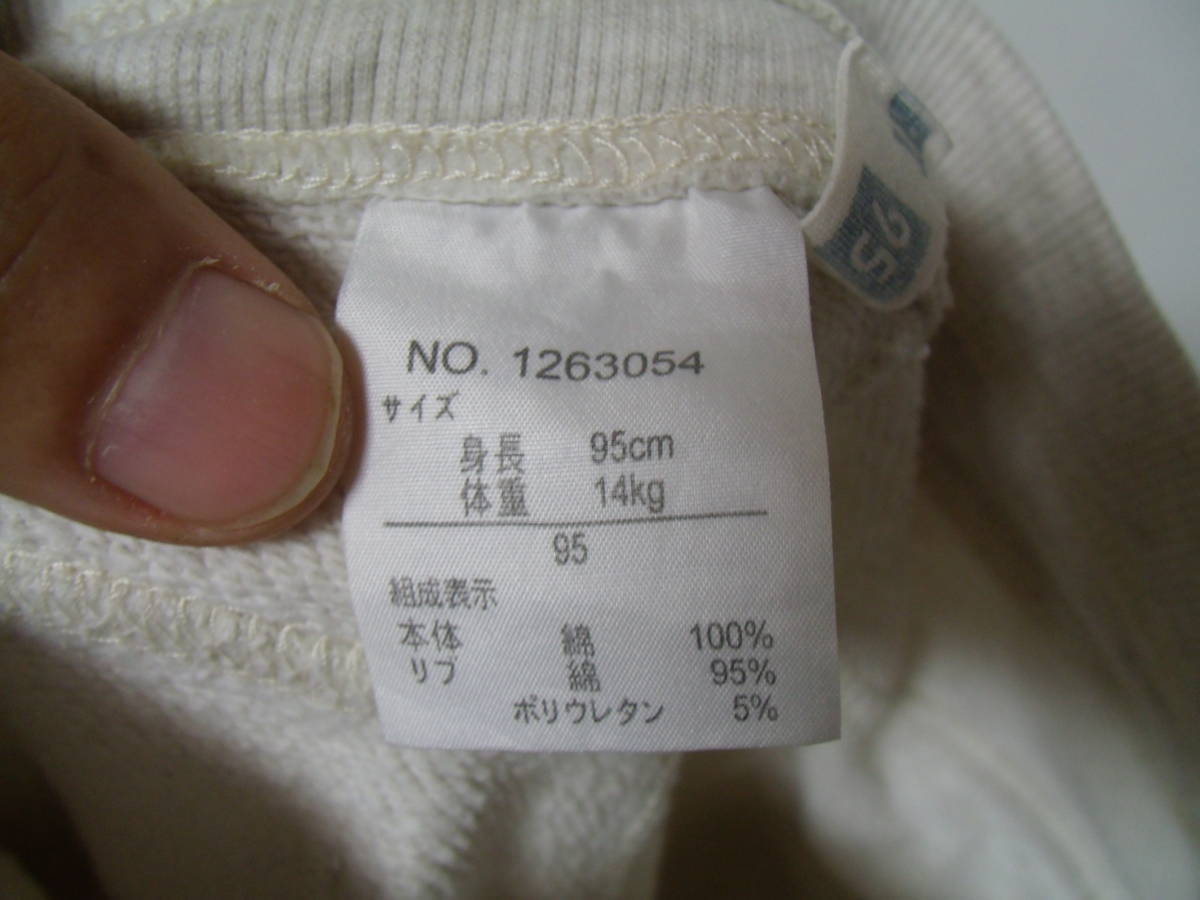 NO. 1263054
サイズ
身長 95cm
体重 14kg
95
組成表示
本体 綿 100%
リブ 綿 95%
ポリウレタン 5%